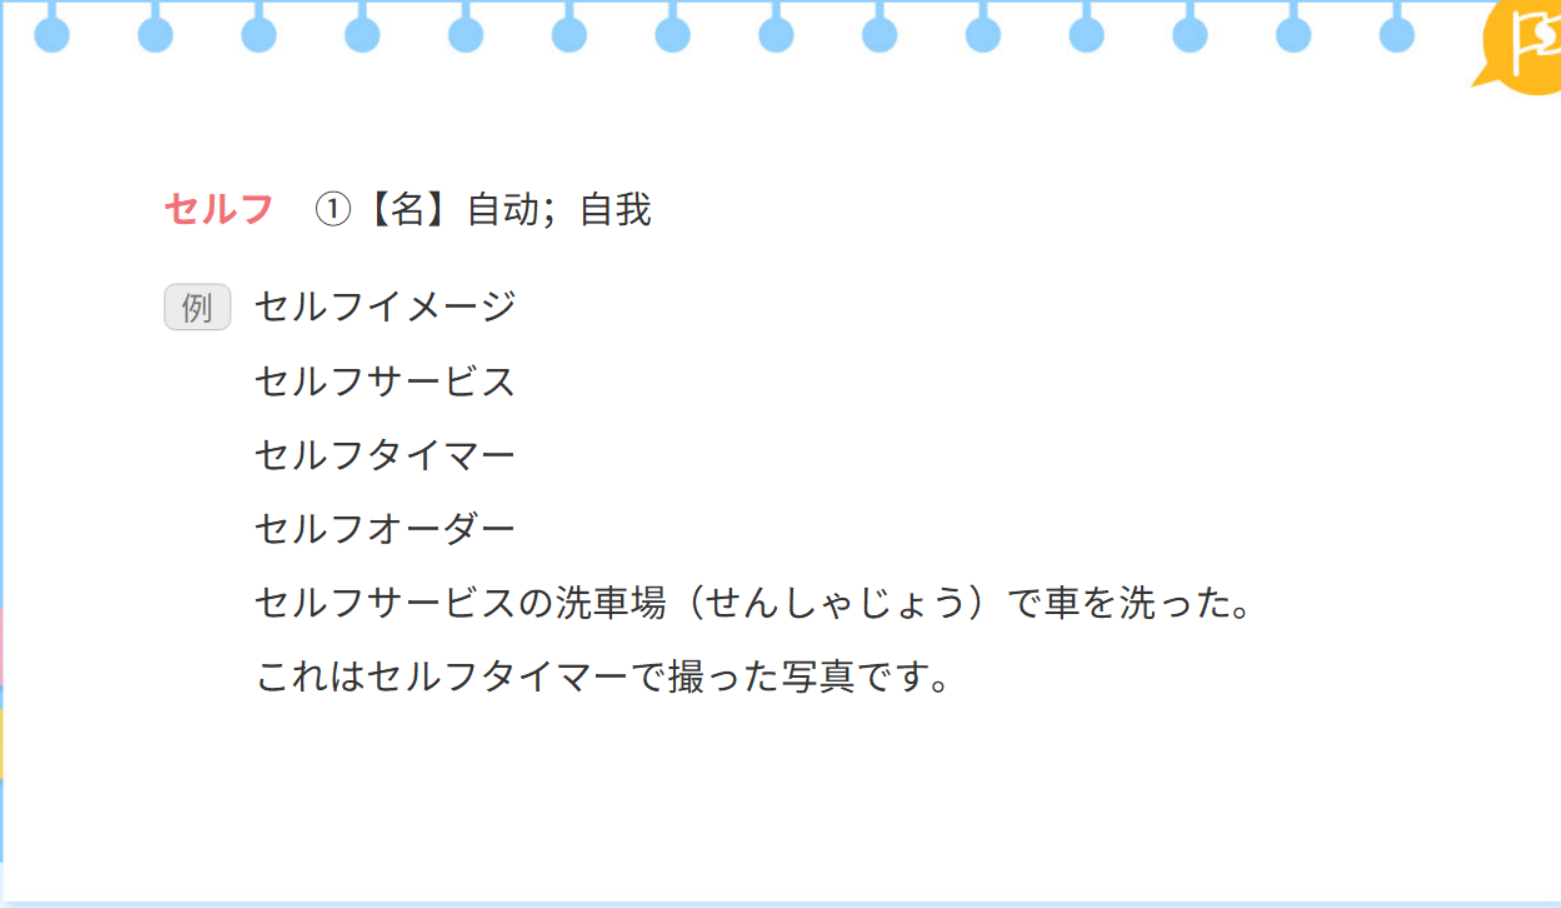 セルフ ①【名】自动；自我
例 セルフイメージ
セルフサービス
セルフタイマー
セルフオーダー
セルフサービスの洗車場（せんしゃじょう）で車を洗った。
これはセルフタイマーで撮った写真です。